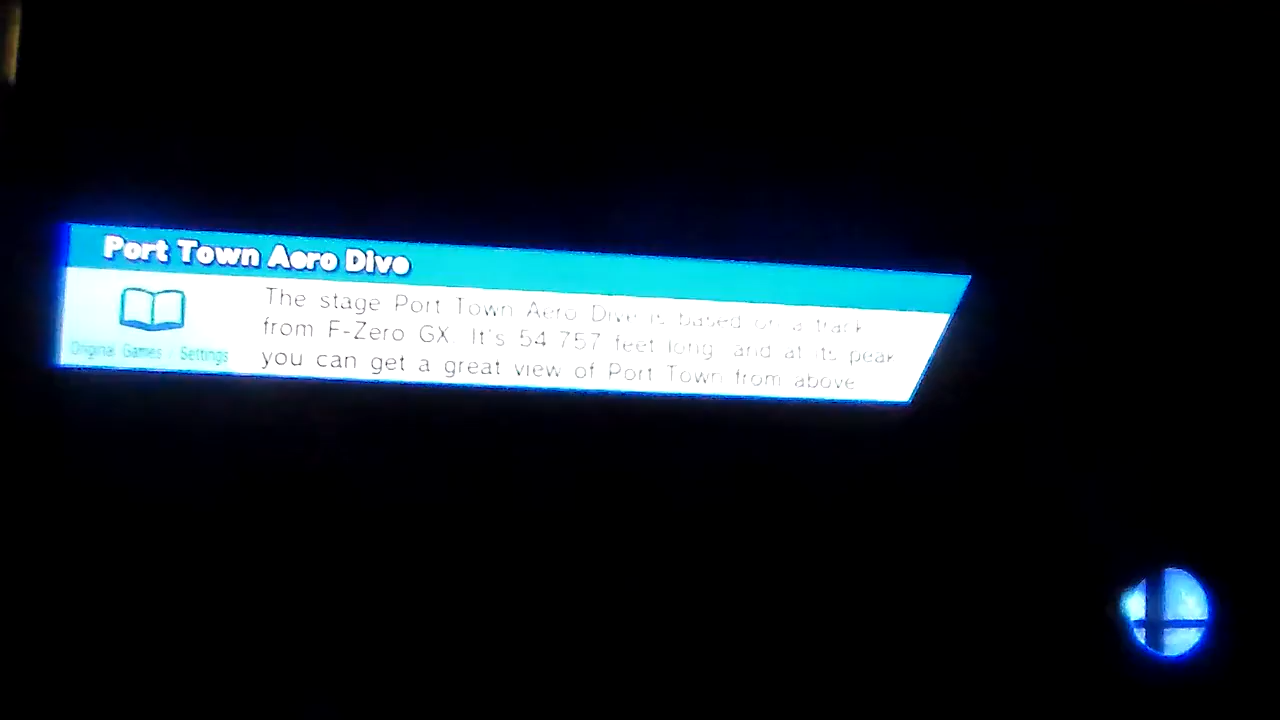 Port Town Aero Dive
The stage Port Town Aero Dive is based on a track
from F-Zero GX. It's 54,757 feet long, and at its peak
you can get a great view of Port Town from above.
Original Games / Settings